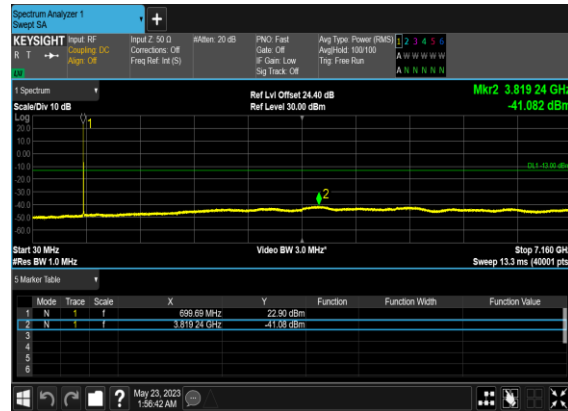 Spectrum Analyzer 1
Swept SA
+
KEYSIGHT Input: RF Input Z: 50 Ω #Atten: 20 dB PNO: Fast Avg Type: Power (RMS) 1 2 3 4 5 6
R T Coupling: DC Corrections: Off Gate: Off Avg|Hold: 100/100 A W W W W W
Align: Off Freq Ref: Int (S) IF Gain: Low Trig: Free Run
Sig Track: Off A N N N N N
1 Spectrum Ref Lvl Offset 24.40 dB Mkr2 3.819 24 GHz
Scale/Div 10 dB Ref Level 30.00 dBm -41.082 dBm
Log
1
20.0
10.0
0.00
-10.0
DL1 -13.00 dBm
-20.0
-30.0
2
-40.0
-50.0
-60.0
Start 30 MHz Video BW 3.0 MHz* Stop 7.160 GHz
#Res BW 1.0 MHz Sweep 13.3 ms (40001 pts)
5 Marker Table
Mode Trace Scale X Y Function Function Width Function Value
1 N 1 f 699.69 MHz 22.90 dBm
2 N 1 f 3.819 24 GHz -41.08 dBm
3
4
5
6
? May 23, 2023
1:56:42 AM